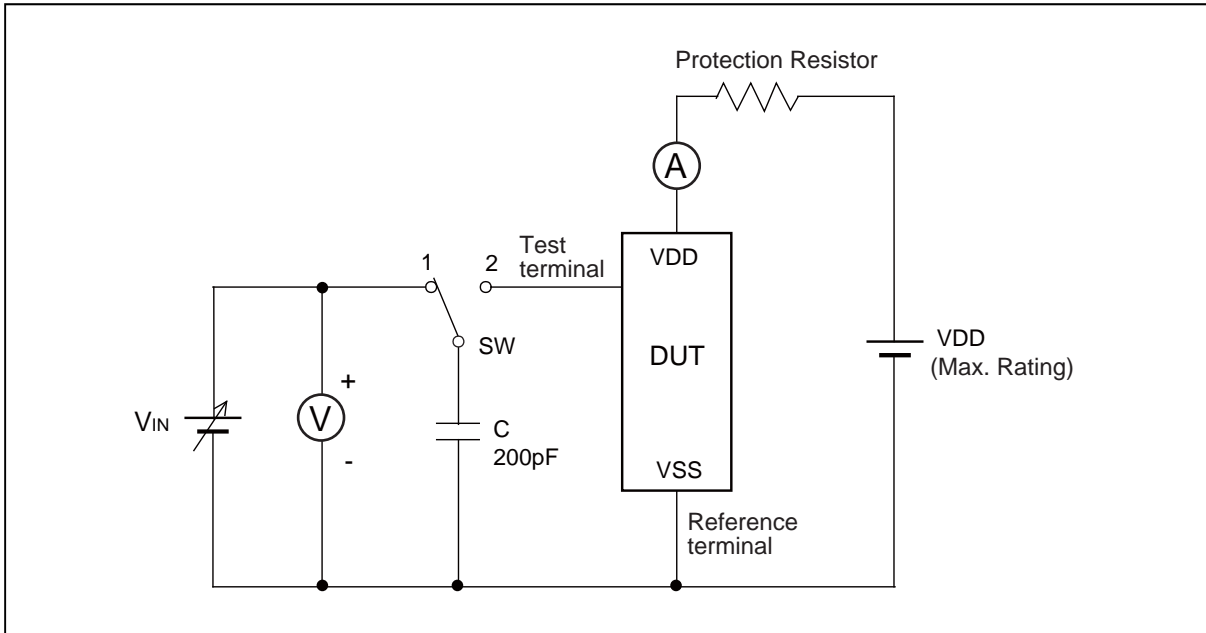 Protection Resistor
A
Test
terminal
VDD
1
2
SW
DUT
VDD
(Max. Rating)
+
VIN
V
C
200pF
-
VSS
Reference
terminal